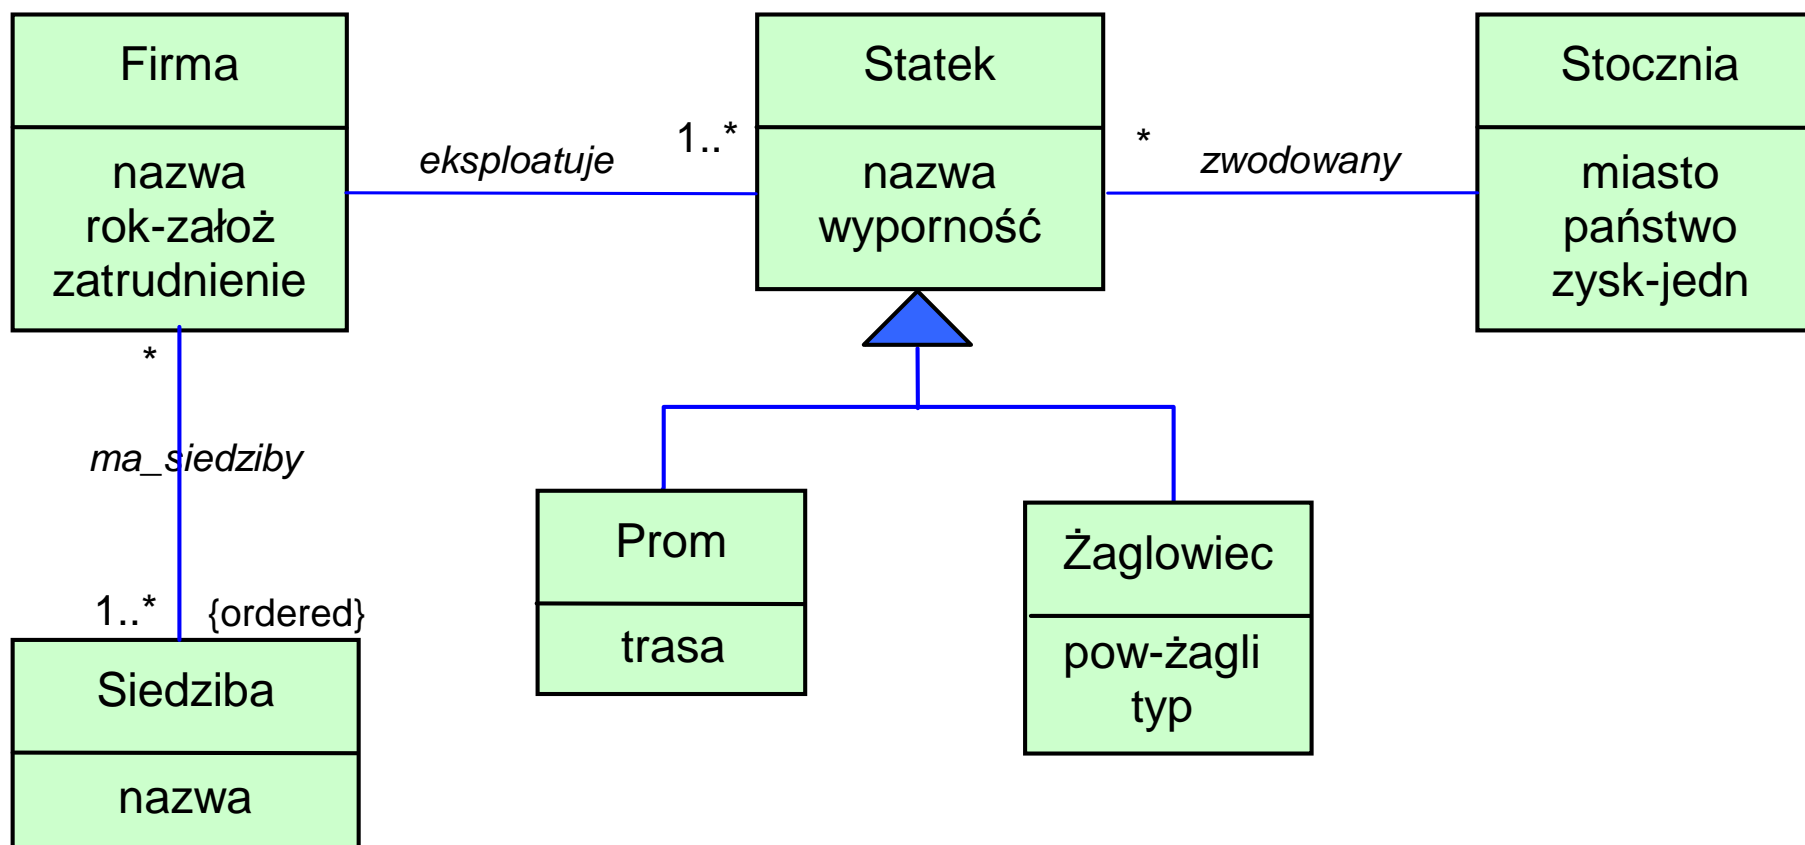 Firma
nazwa
rok-założ
zatrudnienie
eksploatuje
1..*
Statek
nazwa
wyporność
*
zwodowany
Stocznia
miasto
państwo
zysk-jedn
*
ma_siedziby
1..*
{ordered}
Siedziba
nazwa
Prom
trasa
Żaglowiec
pow-żagli
typ